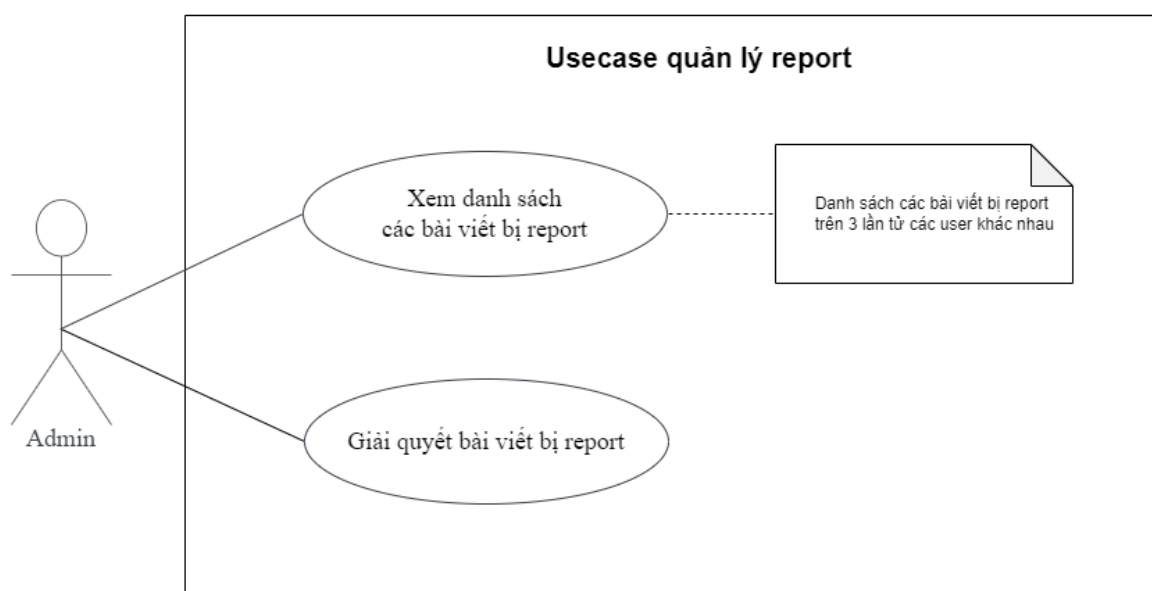 Usecase quản lý report
Xem danh sách
các bài viết bị report
Danh sách các bài viết bị report
trên 3 lần tử các user khác nhau
Giải quyết bài viết bị report
Admin